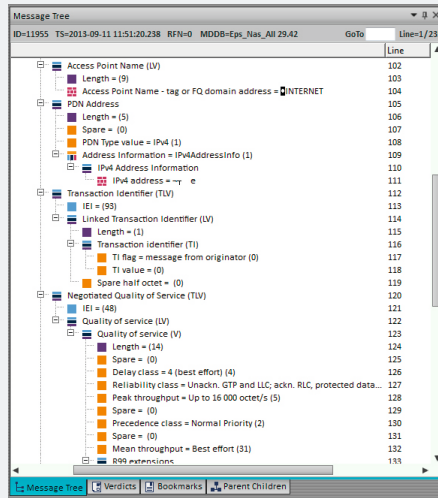 Message Tree
ID=11955 TS=2013-09-11 11:51:20.238 RFN=0 MDDB=Eps_Nas_All 29.42 GoTo Line=1/23
Line
Access Point Name (LV) 102
Length = (9) 103
Access Point Name - tag or FQ domain address = INTERNET 104
PDN Address 105
Length = (5) 106
Spare = (0) 107
PDN Type value = IPv4 (1) 108
Address Information = IPv4AddressInfo (1) 109
IPv4 Address Information 110
IPv4 address = ¬┬ e 111
Transaction Identifier (TLV) 112
IEI = (93) 113
Linked Transaction Identifier (LV) 114
Length = (1) 115
Transaction identifier (TI) 116
TI flag = message from originator (0) 117
TI value = (0) 118
Spare half octet = (0) 119
Negotiated Quality of Service (TLV) 120
IEI = (48) 121
Quality of service (LV) 122
Quality of service (V) 123
Length = (14) 124
Spare = (0) 125
Delay class = 4 (best effort) (4) 126
Reliability class = Unackn. GTP and LLC; ackn. RLC, protected data... 127
Peak throughput = Up to 16 000 octet/s (5) 128
Spare = (0) 129
Precedence class = Normal Priority (2) 130
Spare = (0) 131
Mean throughput = Best effort (31) 132
R99 extensions 133
Message Tree Verdicts Bookmarks Parent Children